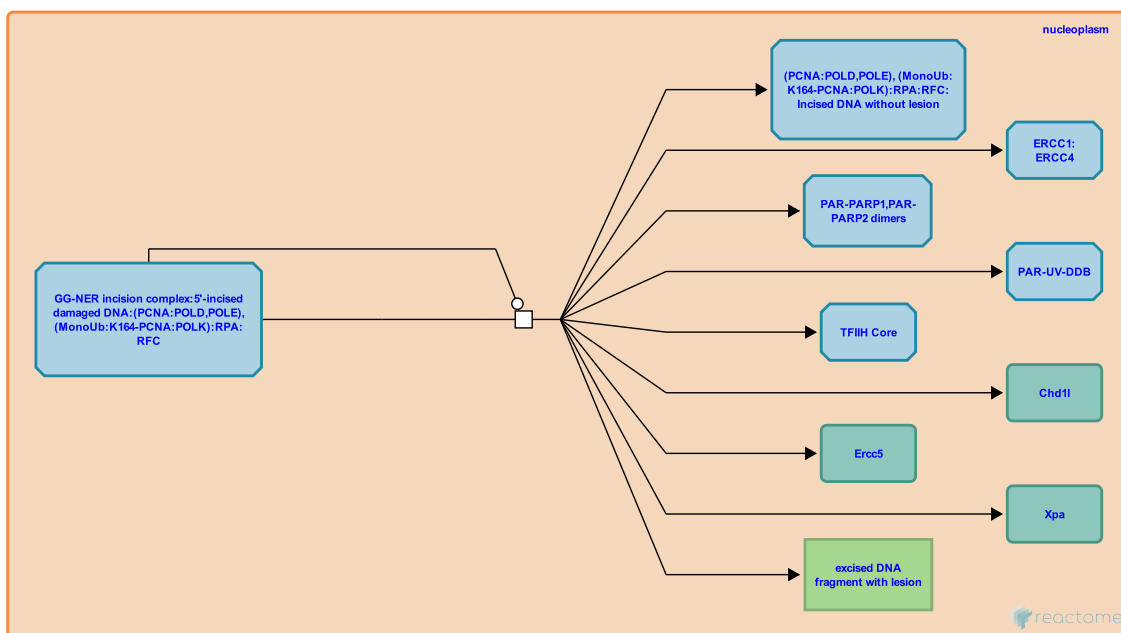 nucleoplasm
(PCNA:POLD,POLE), (MonoUb:
K164-PCNA:POLK):RPA:RFC:
Incised DNA without lesion
ERCC1:
ERCC4
PAR-PARP1,PAR-
PARP2 dimers
PAR-UV-DDB
GG-NER incision complex:5'-incised
damaged DNA:(PCNA:POLD,POLE),
(MonoUb:K164-PCNA:POLK):RPA:
RFC
TFIIH Core
Chd1l
Ercc5
Xpa
excised DNA
fragment with lesion
reactome